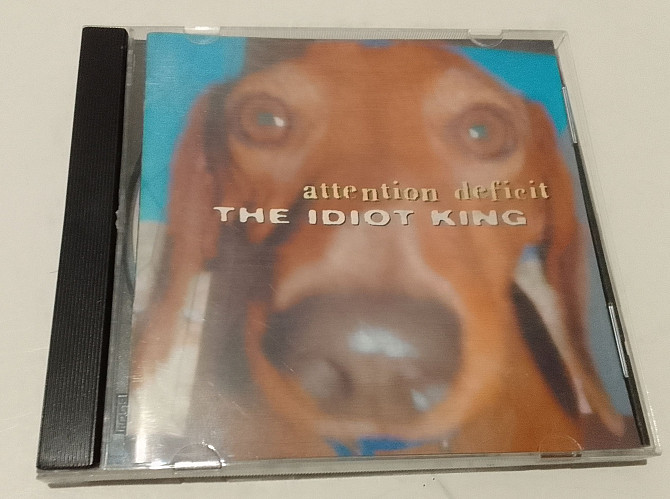 attention deficit
THE IDIOT KING